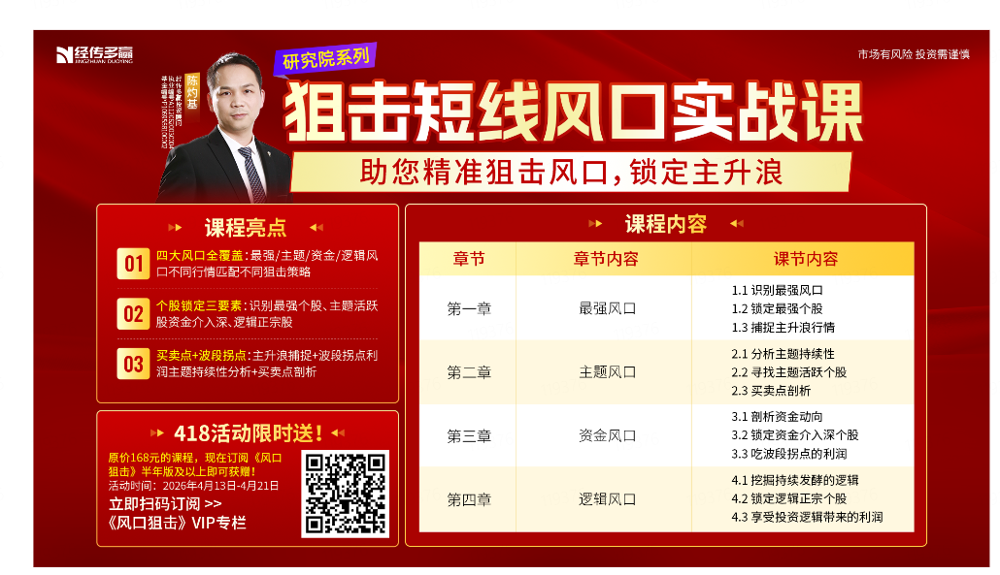 经传多赢
JINGZHUAN DUOYING
市场有风险 投资需谨慎
研究院系列
陈灼基
经传多赢投资顾问
狙击短线风口实战课
助您精准狙击风口，锁定主升浪
课程亮点
01
四大风口全覆盖：最强/主题/资金/逻辑风
口不同行情匹配不同狙击策略
02
个股锁定三要素：识别最强个股、主题活跃
股资金介入深、逻辑正宗股
03
买卖点+波段拐点：主升浪捕捉+波段拐点利
润主题持续性分析+买卖点剖析
418活动限时送！
原价168元的课程，现在订阅《风口
狙击》半年版及以上即可获赠！
活动时间：2026年4月13日-4月21日
立即扫码订阅 >>
《风口狙击》VIP专栏
课程内容
章节 章节内容 课节内容
第一章 最强风口
1.1 识别最强风口
1.2 锁定最强个股
1.3 捕捉主升浪行情
第二章 主题风口
2.1 分析主题持续性
2.2 寻找主题活跃个股
2.3 买卖点剖析
第三章 资金风口
3.1 剖析资金动向
3.2 锁定资金介入深个股
3.3 吃波段拐点的利润
第四章 逻辑风口
4.1 挖掘持续发酵的逻辑
4.2 锁定逻辑正宗个股
4.3 享受投资逻辑带来的利润